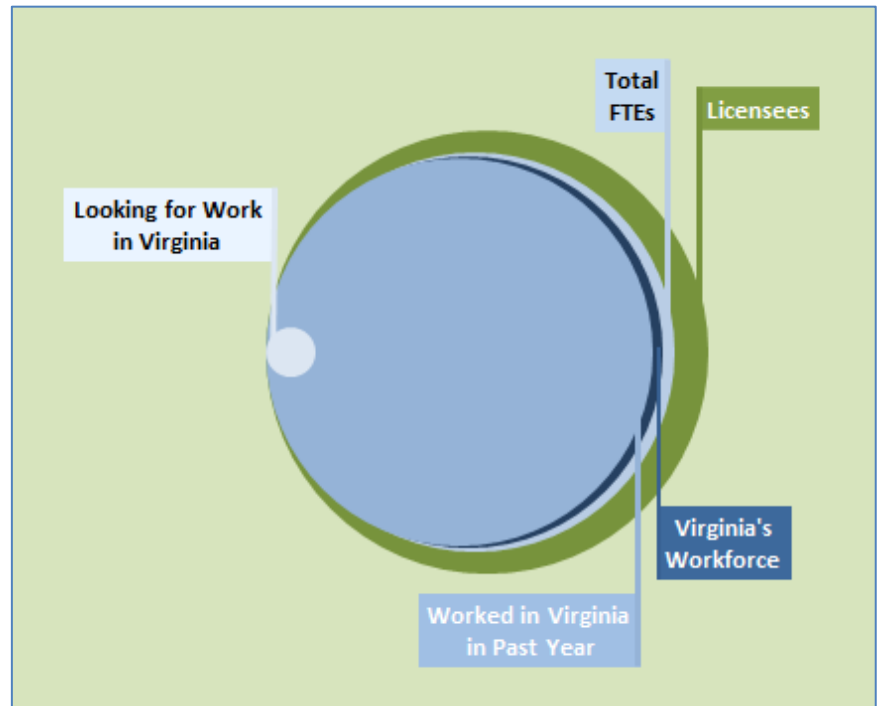 Total
FTEs
Licensees
Looking for Work
in Virginia
Virginia's
Workforce
Worked in Virginia
in Past Year